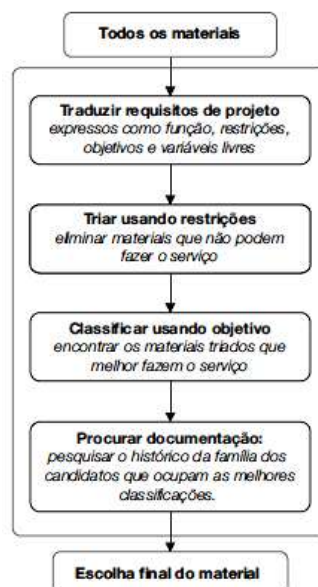 Todos os materiais
Traduzir requisitos de projeto
expressos como função, restrições,
objetivos e variáveis livres
Triar usando restrições
eliminar materiais que não podem
fazer o serviço
Classificar usando objetivo
encontrar os materiais triados que
melhor fazem o serviço
Procurar documentação:
pesquisar o histórico da família dos
candidatos que ocupam as melhores
classificações.
Escolha final do material